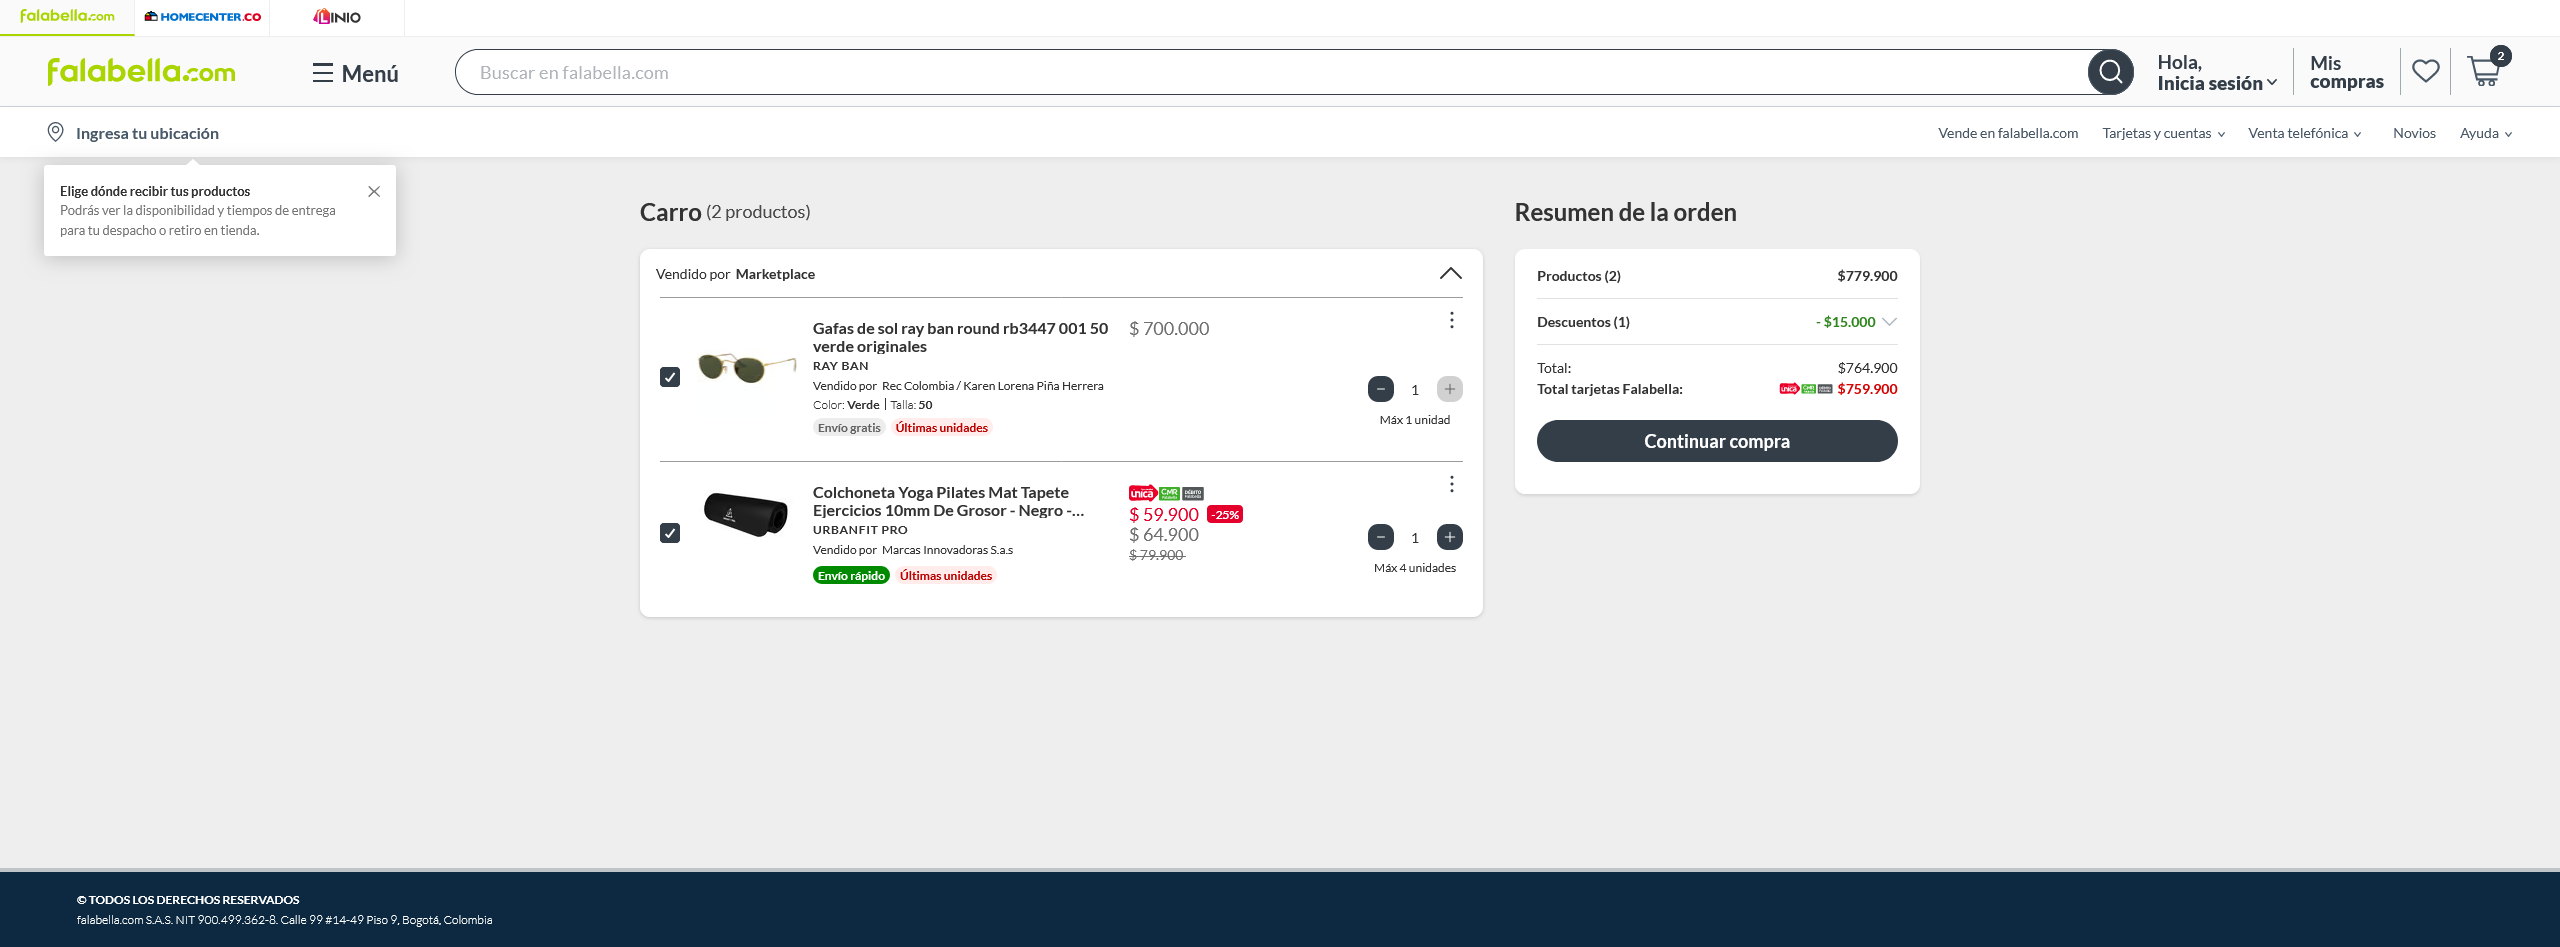 falabella.com
HOMECENTER.CO
LINIO
falabella.com
Menú
Buscar en falabella.com
Hola,
Inicia sesión
Mis
compras
2
Ingresa tu ubicación
Vende en falabella.com
Tarjetas y cuentas
Venta telefónica
Novios
Ayuda
Elige dónde recibir tus productos
Podrás ver la disponibilidad y tiempos de entrega
para tu despacho o retiro en tienda.
Carro (2 productos)
Vendido por Marketplace
Gafas de sol ray ban round rb3447 001 50
verde originales
RAY BAN
Vendido por Rec Colombia / Karen Lorena Piña Herrera
Color: Verde | Talla: 50
Envío gratis
Últimas unidades
$ 700.000
1
Máx 1 unidad
Colchoneta Yoga Pilates Mat Tapete
Ejercicios 10mm De Grosor - Negro -...
URBANFIT PRO
Vendido por Marcas Innovadoras S.a.s
Envío rápido
Últimas unidades
única CMR DÉBITO
$ 59.900 -25%
$ 64.900
$ 79.900
1
Máx 4 unidades
Resumen de la orden
Productos (2) $779.900
Descuentos (1) - $15.000
Total: $764.900
Total tarjetas Falabella: única CMR $759.900
Continuar compra
© TODOS LOS DERECHOS RESERVADOS
falabella.com S.A.S. NIT 900.499.362-8. Calle 99 #14-49 Piso 9, Bogotá, Colombia